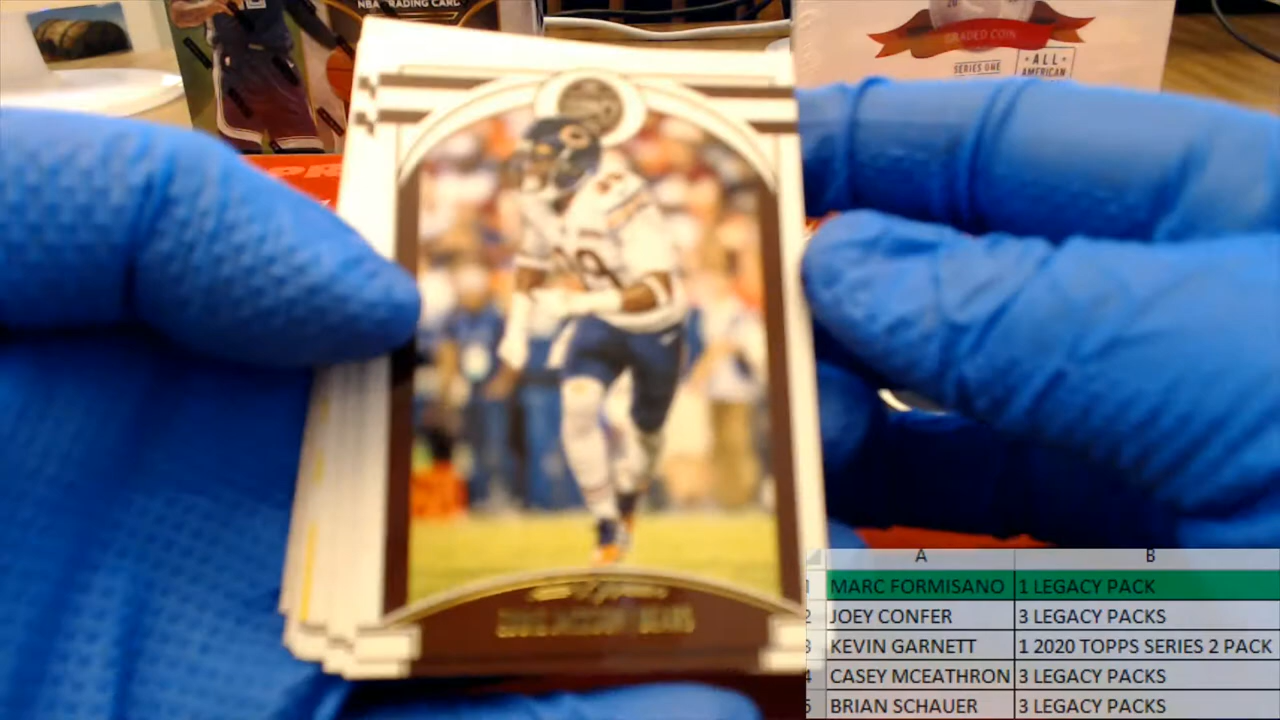 NBA TRADING CARD
GRADED COIN
SERIES ONE
ALL
AMERICAN
A B
1 MARC FORMISANO 1 LEGACY PACK
2 JOEY CONFER 3 LEGACY PACKS
3 KEVIN GARNETT 1 2020 TOPPS SERIES 2 PACK
4 CASEY MCEATHRON 3 LEGACY PACKS
5 BRIAN SCHAUER 3 LEGACY PACKS